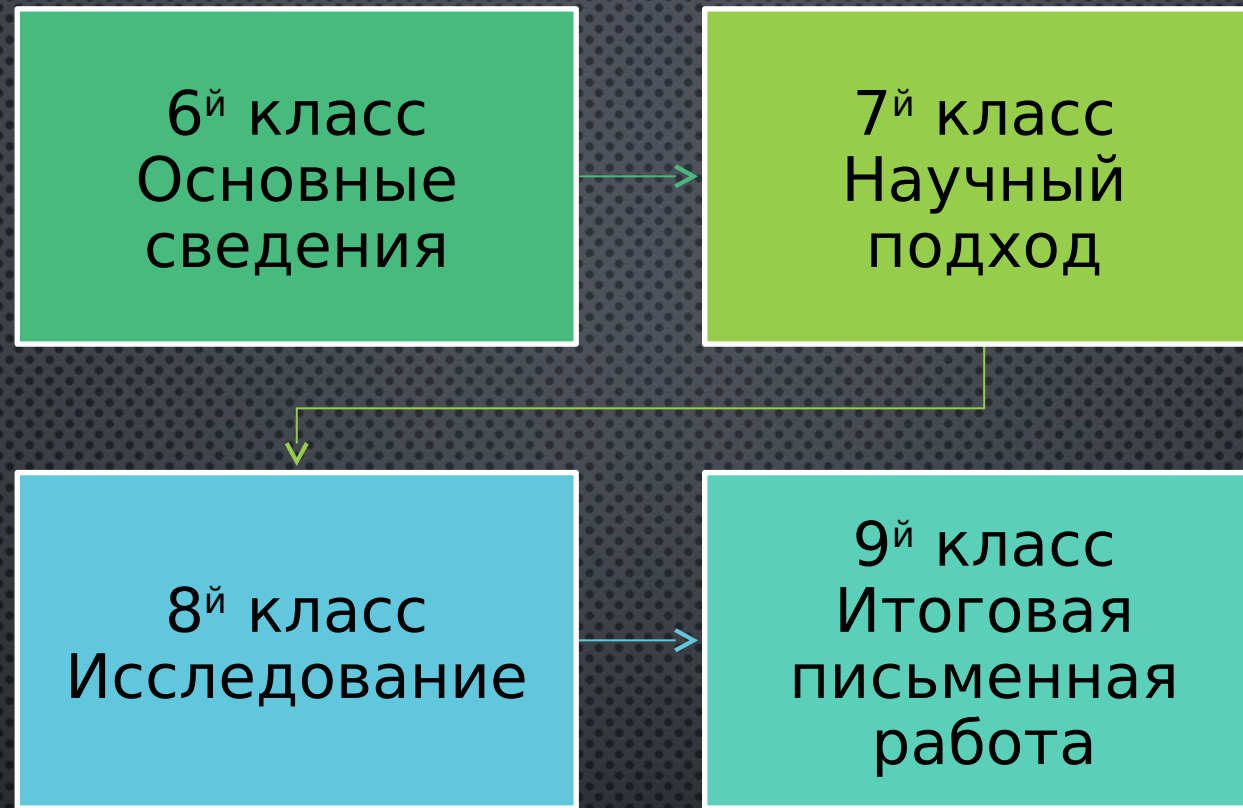 6й класс
Основные
сведения
7й класс
Научный
подход
8й класс
Исследование
9й класс
Итоговая
письменная
работа